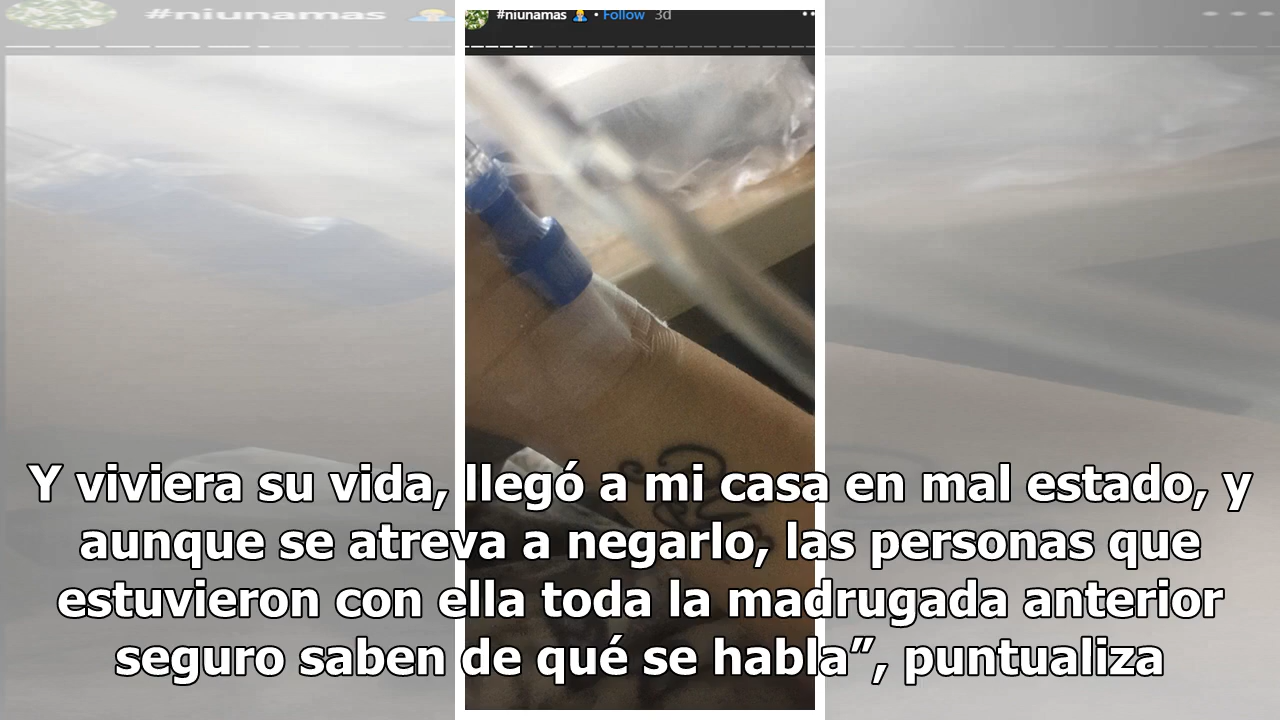 #niunamas
#niunamas • Follow 3d
Y viviera su vida, llegó a mi casa en mal estado, y
aunque se atreva a negarlo, las personas que
estuvieron con ella toda la madrugada anterior
seguro saben de qué se habla”, puntualiza